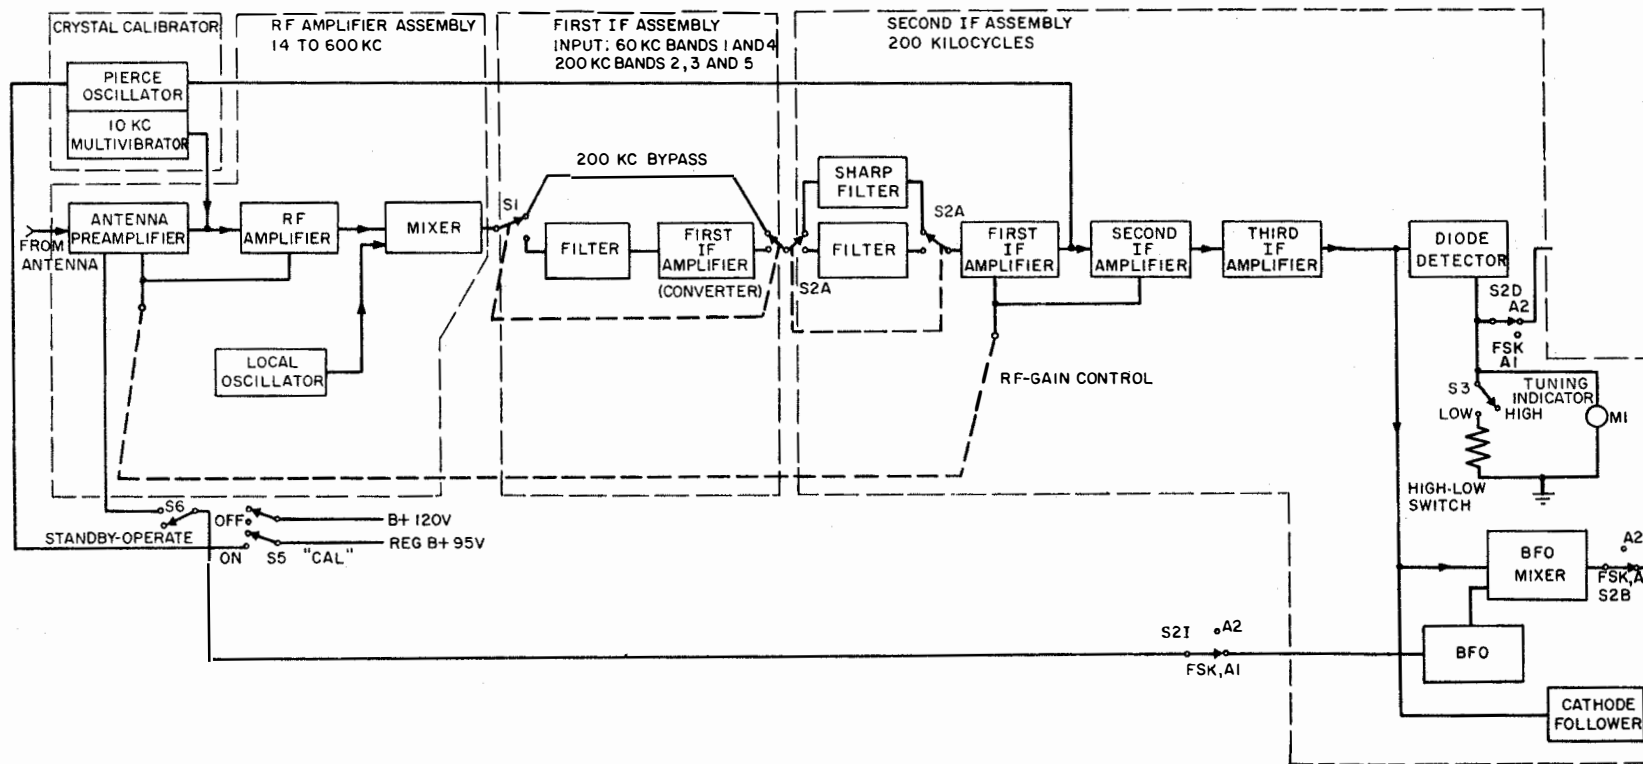 CRYSTAL CALIBRATOR
PIERCE
OSCILLATOR
10 KC
MULTIVIBRATOR
RF AMPLIFIER ASSEMBLY
14 TO 600 KC
FIRST IF ASSEMBLY
INPUT: 60 KC BANDS 1 AND 4
200 KC BANDS 2, 3 AND 5
SECOND IF ASSEMBLY
200 KILOCYCLES
200 KC BYPASS
FROM
ANTENNA
ANTENNA
PREAMPLIFIER
RF
AMPLIFIER
MIXER
S1
FILTER
FIRST
IF
AMPLIFIER
(CONVERTER)
S2A
SHARP
FILTER
FILTER
S2A
FIRST
IF
AMPLIFIER
SECOND
IF
AMPLIFIER
THIRD
IF
AMPLIFIER
DIODE
DETECTOR
S2D
A2
FSK
A1
LOCAL
OSCILLATOR
RF-GAIN CONTROL
S3
LOW
HIGH
TUNING
INDICATOR
M1
HIGH-LOW
SWITCH
S6
STANDBY-OPERATE
OFF
ON
S5
"CAL"
B+ 120V
REG B+ 95V
BFO
MIXER
A2
FSK, A
S2B
S2I
A2
FSK, A1
BFO
CATHODE
FOLLOWER